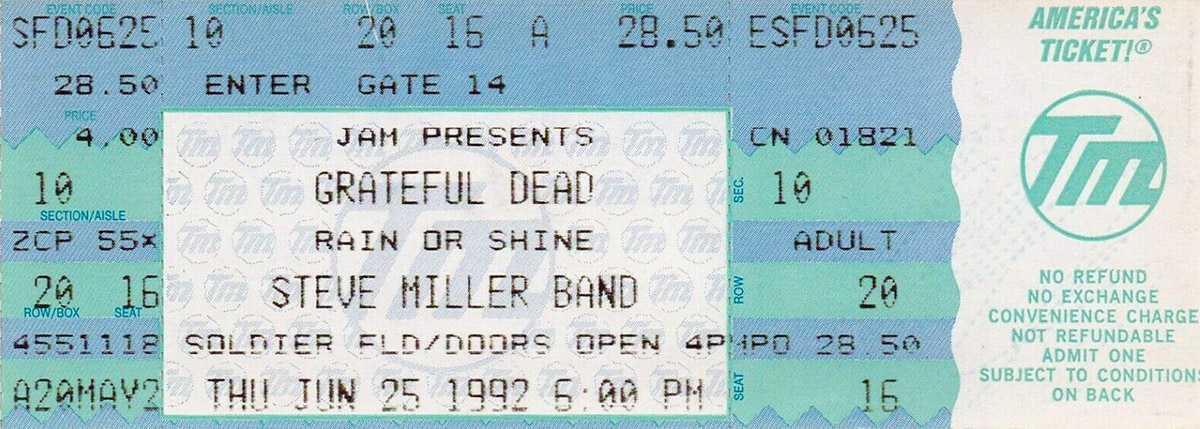 EVENT CODE SECTION/AISLE ROW/BOX SEAT PRICE EVENT CODE
SFD0625 10 20 16 A 28.50 ESFD0625
28.50 ENTER GATE 14
PRICE
4.00 JAM PRESENTS CN 01821
10 GRATEFUL DEAD SEC. 10
SECTION/AISLE
ZCP 55* RAIN OR SHINE ADULT
20 16 STEVE MILLER BAND ROW 20
ROW/BOX SEAT
4551118 SOLDIER FLD/DOORS OPEN 4PMPO 28.50
A20MAY2 THU JUN 25 1992 6:00 PM SEAT 16
AMERICA'S
TICKET!®
Tm
NO REFUND
NO EXCHANGE
CONVENIENCE CHARGE
NOT REFUNDABLE
ADMIT ONE
SUBJECT TO CONDITIONS
ON BACK